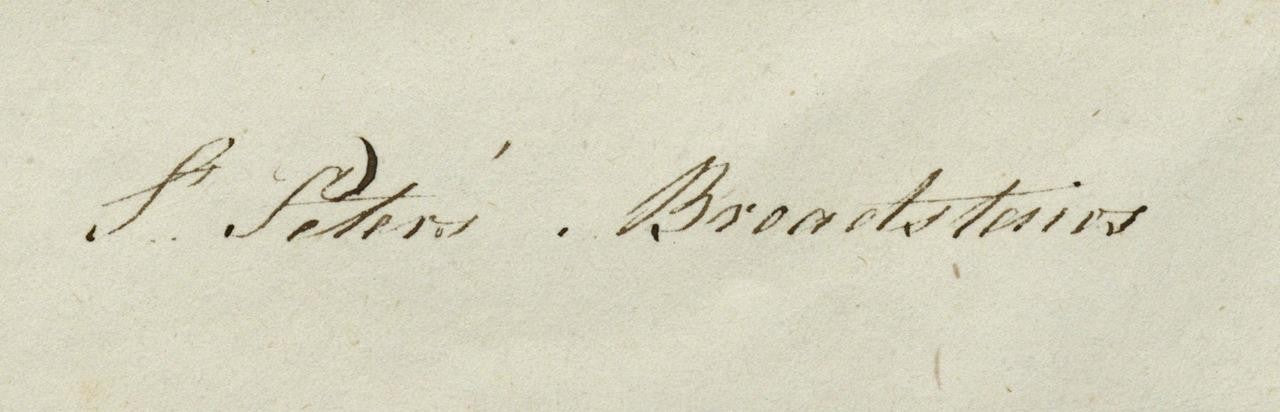 St. Peters' . Broadstairs